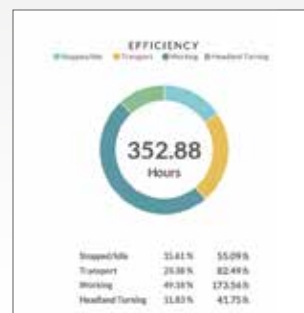 EFFICIENCY
Stopped/Idle Transport Working Headland Turning
352.88
Hours
Stopped/Idle 15.61 % 55.09 h
Transport 23.38 % 82.49 h
Working 49.18 % 173.56 h
Headland Turning 11.83 % 41.75 h